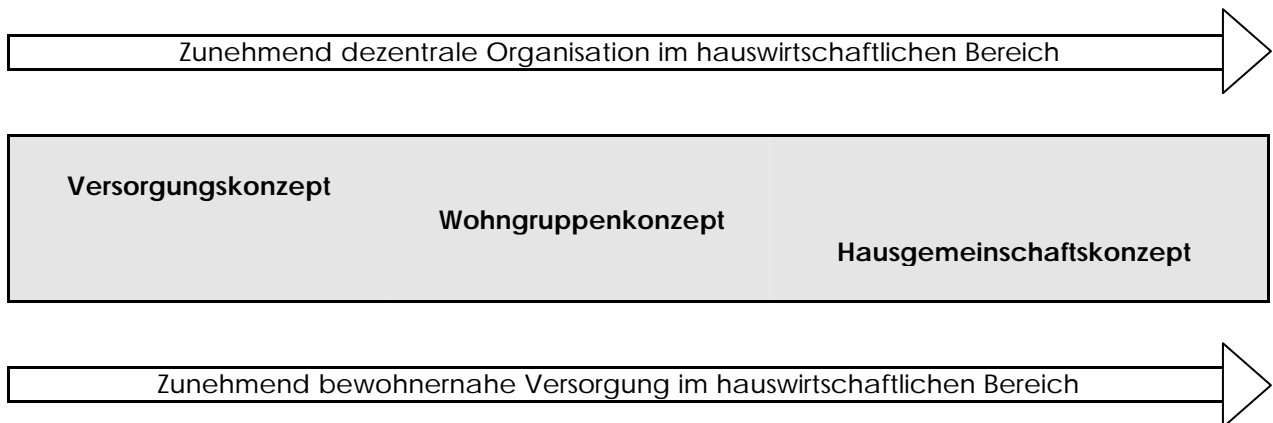 Zunehmend dezentrale Organisation im hauswirtschaftlichen Bereich
Versorgungskonzept
Wohngruppenkonzept
Hausgemeinschaftskonzept
Zunehmend bewohnernahe Versorgung im hauswirtschaftlichen Bereich